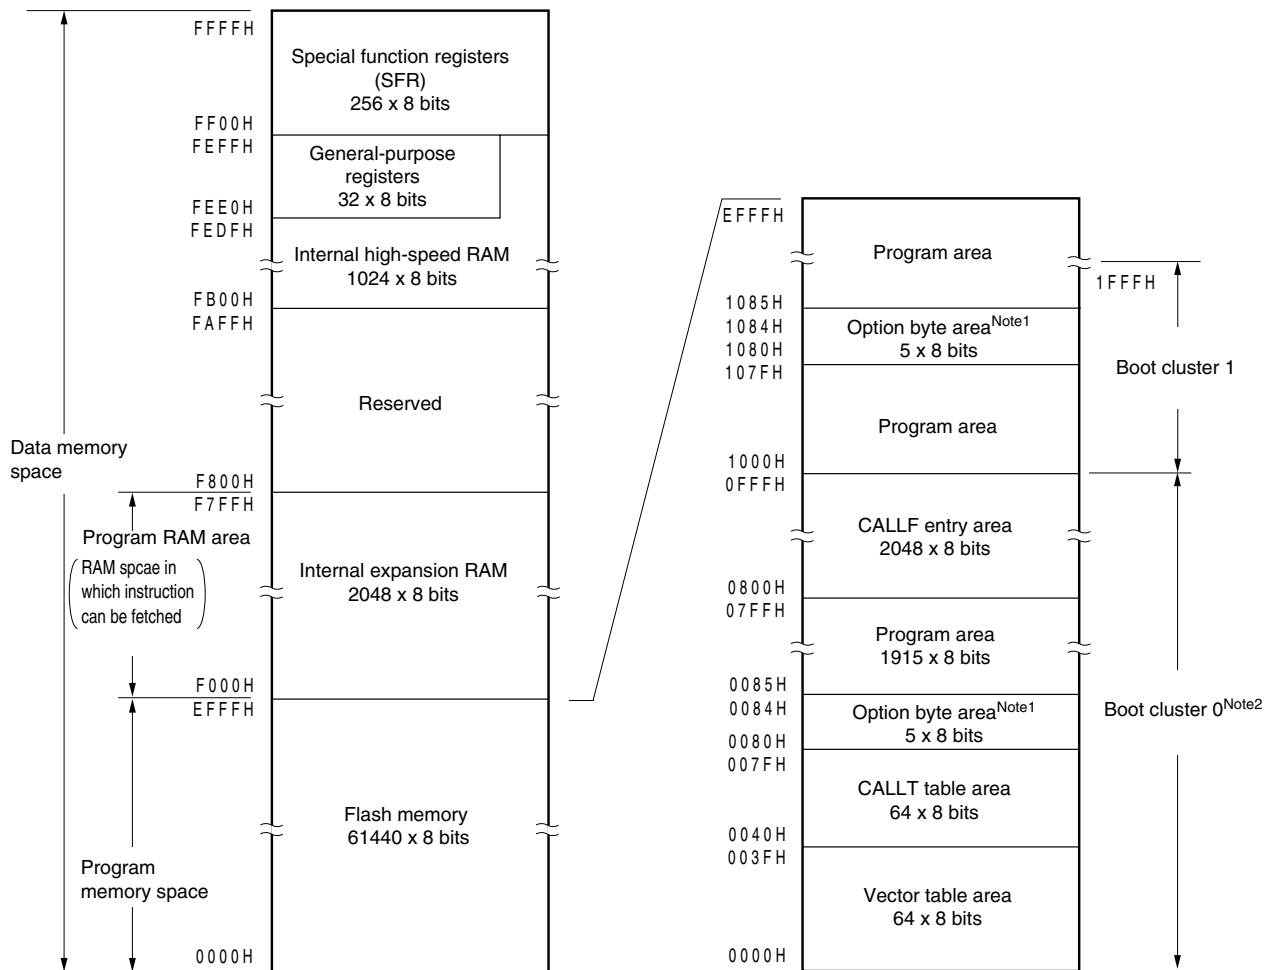 FFFFH
Special function registers
(SFR)
256 x 8 bits
FF00H
FEFFH
General-purpose
registers
32 x 8 bits
FEE0H
FEDFH
Internal high-speed RAM
1024 x 8 bits
FB00H
FAFFH
Reserved
Data memory
space
F800H
F7FFH
Program RAM area
RAM spcae in
which instruction
can be fetched
Internal expansion RAM
2048 x 8 bits
F000H
EFFFH
Flash memory
61440 x 8 bits
Program
memory space
0000H
EFFFH
Program area
1FFFH
1085H
1084H
Option byte areaNote1
5 x 8 bits
1080H
107FH
Boot cluster 1
Program area
1000H
0FFFH
CALLF entry area
2048 x 8 bits
0800H
07FFH
Program area
1915 x 8 bits
0085H
0084H
Option byte areaNote1
5 x 8 bits
Boot cluster 0Note2
0080H
007FH
CALLT table area
64 x 8 bits
0040H
003FH
Vector table area
64 x 8 bits
0000H